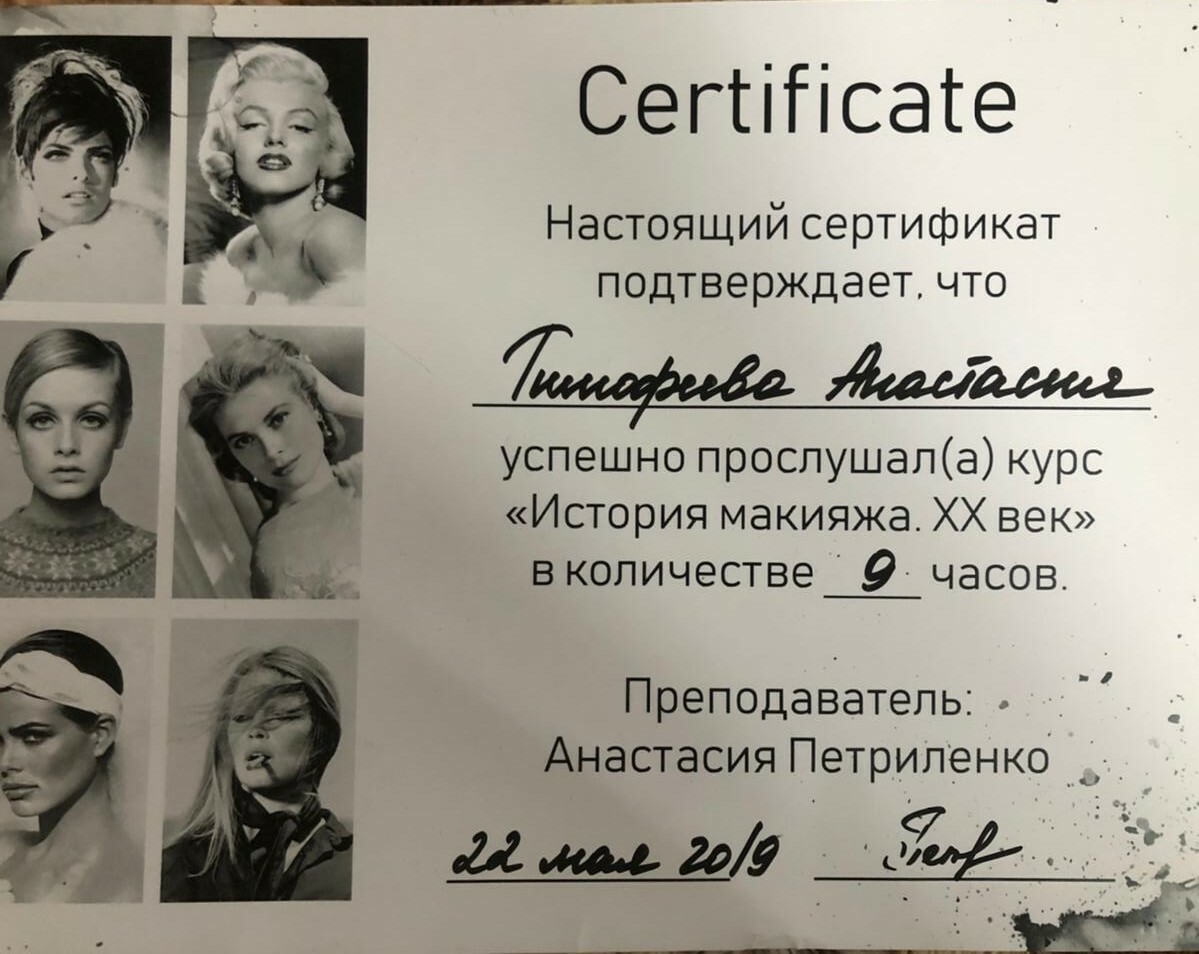 Certificate
Настоящий сертификат
подтверждает, что
Тимофеева Анастасия
успешно прослушал(а) курс
«История макияжа. XX век»
в количестве 9 часов.
Преподаватель:
Анастасия Петриленко
22 мая 2019